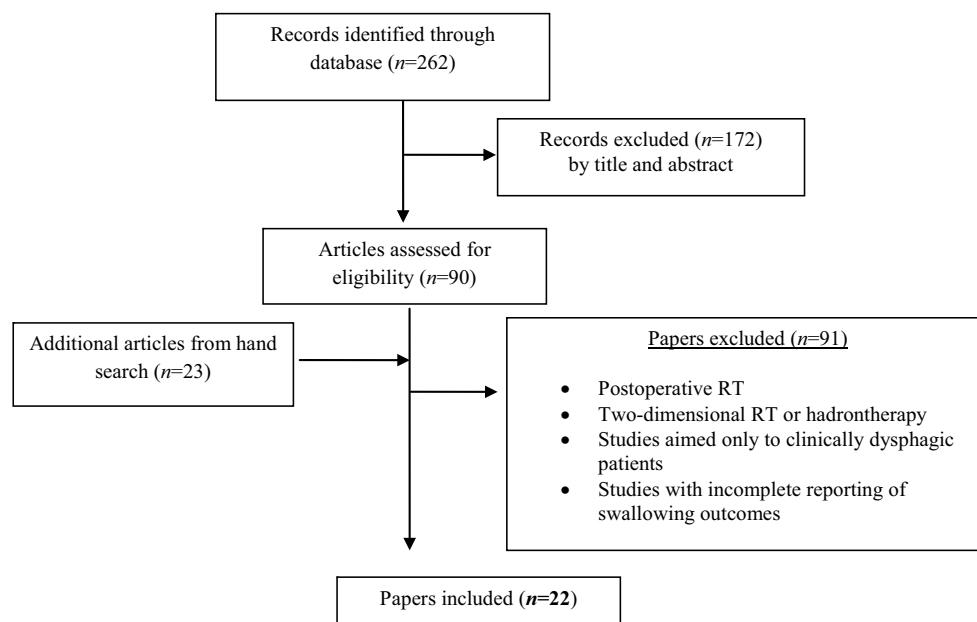 Records identified through
database (n=262)
Records excluded (n=172)
by title and abstract
Articles assessed for
eligibility (n=90)
Additional articles from hand
search (n=23)
Papers excluded (n=91)
• Postoperative RT
• Two-dimensional RT or hadrontherapy
• Studies aimed only to clinically dysphagic
patients
• Studies with incomplete reporting of
swallowing outcomes
Papers included (n=22)